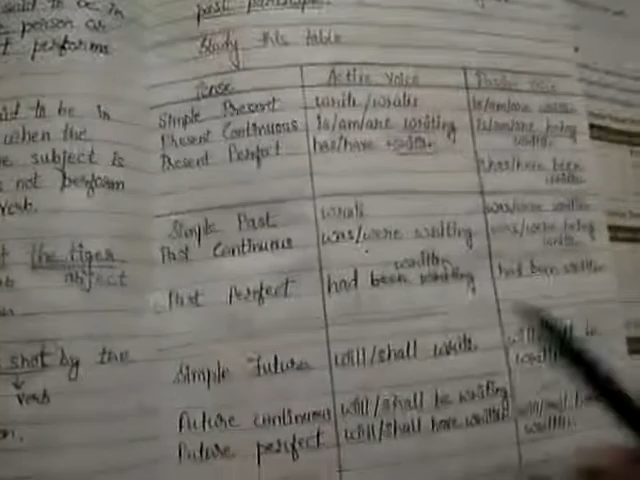 said to be in
person or
t performs
past participle
Study this table
Tense Active Voice Passive voice
Simple Present write/writes is/am/are written
Present Continuous is/am/are writing is/am/are being written
Present Perfect has/have written has/have been written
to be in
when the
subject is
not perform
verb.
Simple Past wrote was/were written
Past Continuous was/were writing was/were being written
the tiger
object
written
Past Perfect had been writing had been written
shot by the
verb
Simple Future will/shall write will/shall be written
Future continuous will/shall be writing
Future perfect will/shall have written